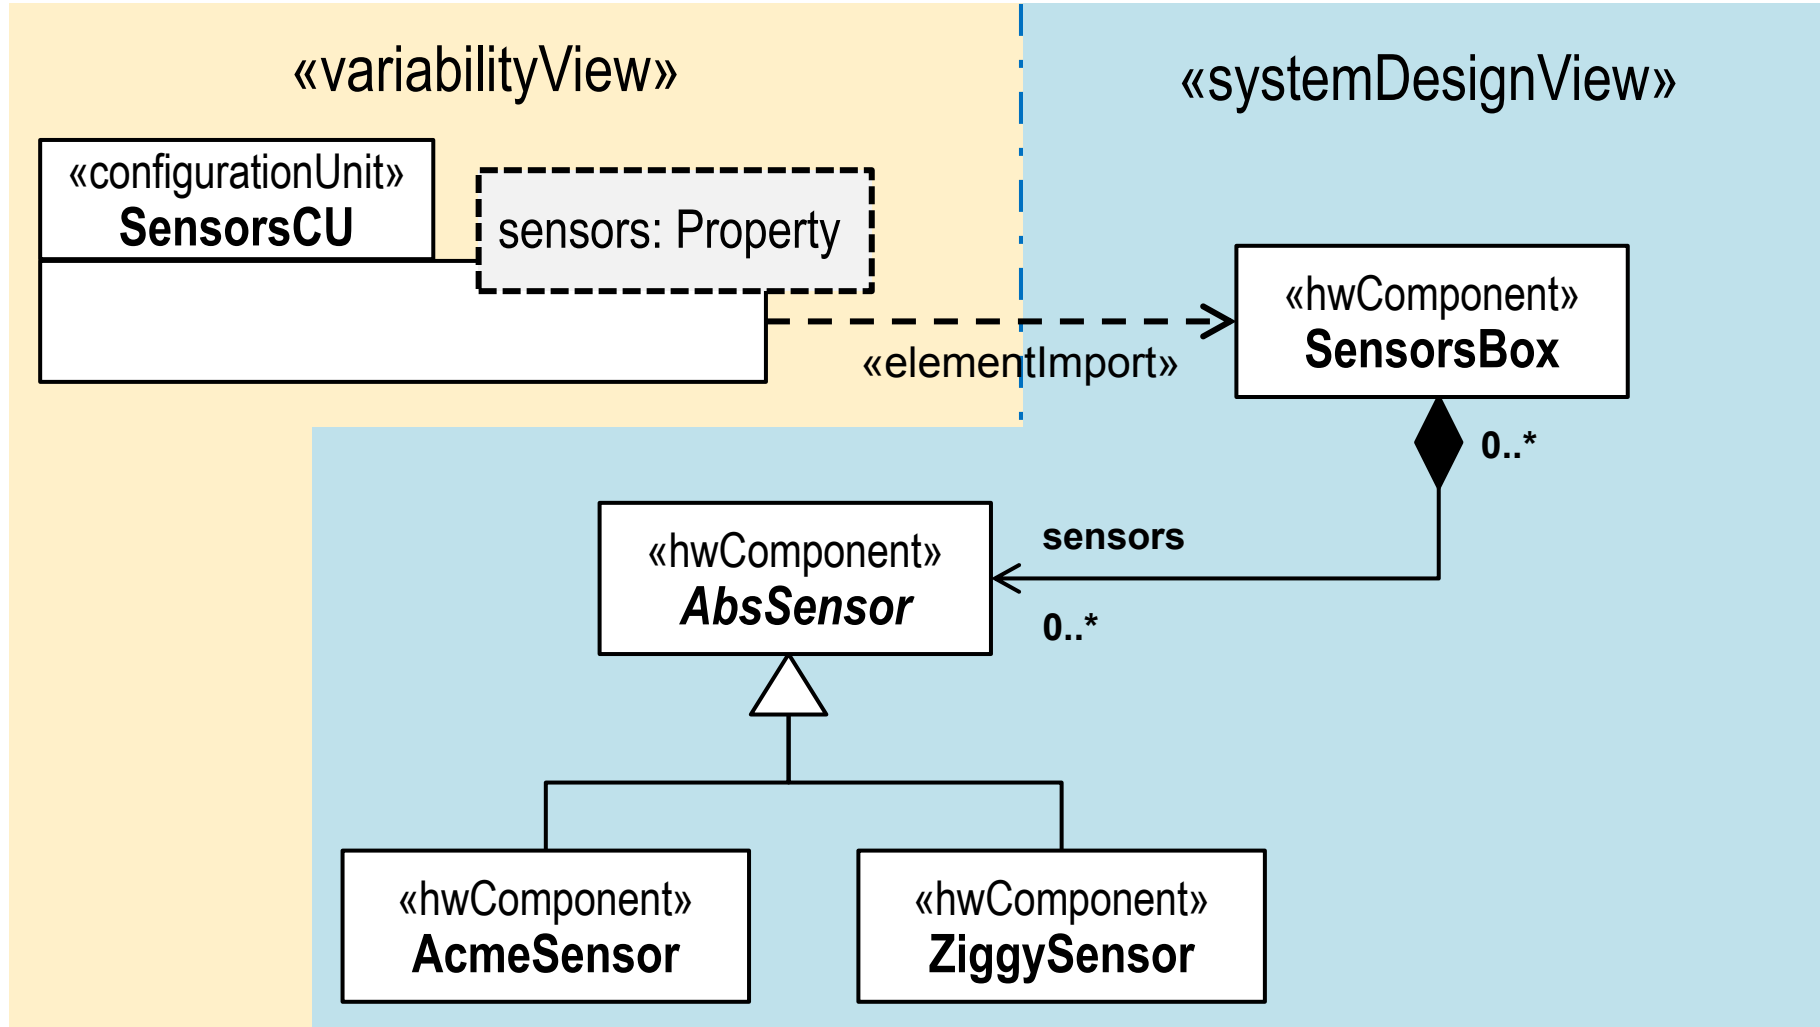 «variabilityView»
«systemDesignView»
«configurationUnit»
SensorsCU
sensors: Property
«elementImport»
«hwComponent»
SensorsBox
0..*
sensors
0..*
«hwComponent»
AbsSensor
«hwComponent»
AcmeSensor
«hwComponent»
ZiggySensor